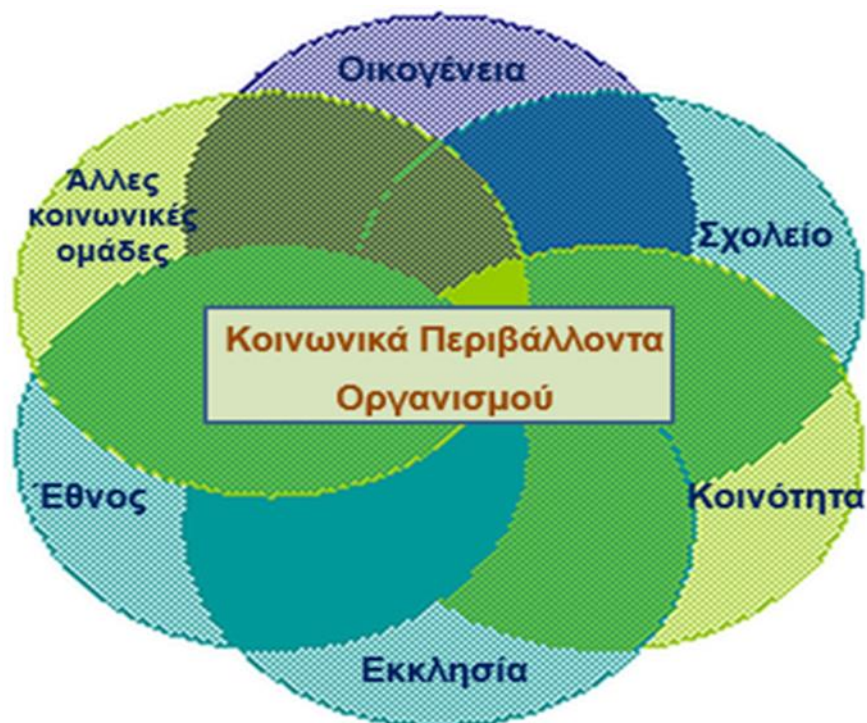 Οικογένεια
Άλλες
κοινωνικές
ομάδες
Σχολείο
Κοινωνικά Περιβάλλοντα
Οργανισμού
Έθνος
Κοινότητα
Εκκλησία